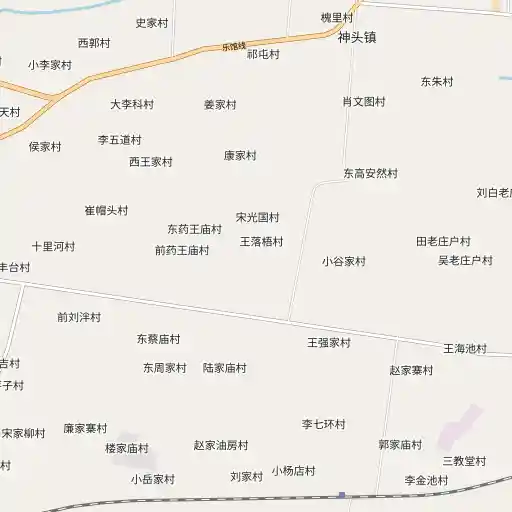 槐里村
史家村
神头镇
西郭村
乐馆线
祁屯村
小李家村
东朱村
大李科村
姜家村
肖文图村
天村
李五道村
侯家村
康家村
西王家村
东高安然村
刘白老庄
崔帽头村
宋光国村
东药王庙村
王落梧村
田老庄户村
十里河村
前药王庙村
小谷家村
吴老庄户村
丰台村
前刘泮村
东蔡庙村
王强家村
王海池村
吉村
东周家村
陆家庙村
赵家寨村
子村
李七环村
廉家寨村
宋家柳村
赵家油房村
郭家庙村
楼家庙村
三教堂村
村
小杨店村
小岳家村
刘家村
李金池村